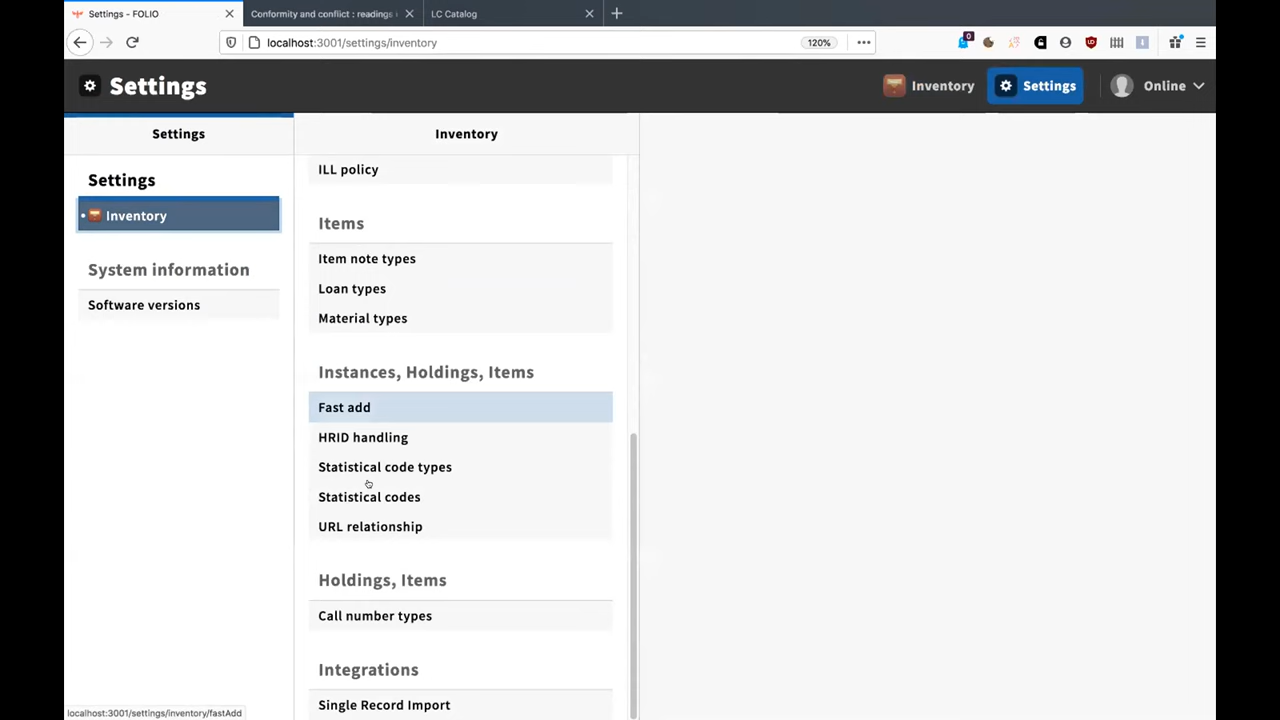 Settings - FOLIO
Conformity and conflict : readings
LC Catalog
localhost:3001/settings/inventory
120%
0
Settings
Inventory
Settings
Online
Settings
Inventory
Settings
Inventory
System information
Software versions
ILL policy
Items
Item note types
Loan types
Material types
Instances, Holdings, Items
Fast add
HRID handling
Statistical code types
Statistical codes
URL relationship
Holdings, Items
Call number types
Integrations
Single Record Import
localhost:3001/settings/inventory/fastAdd